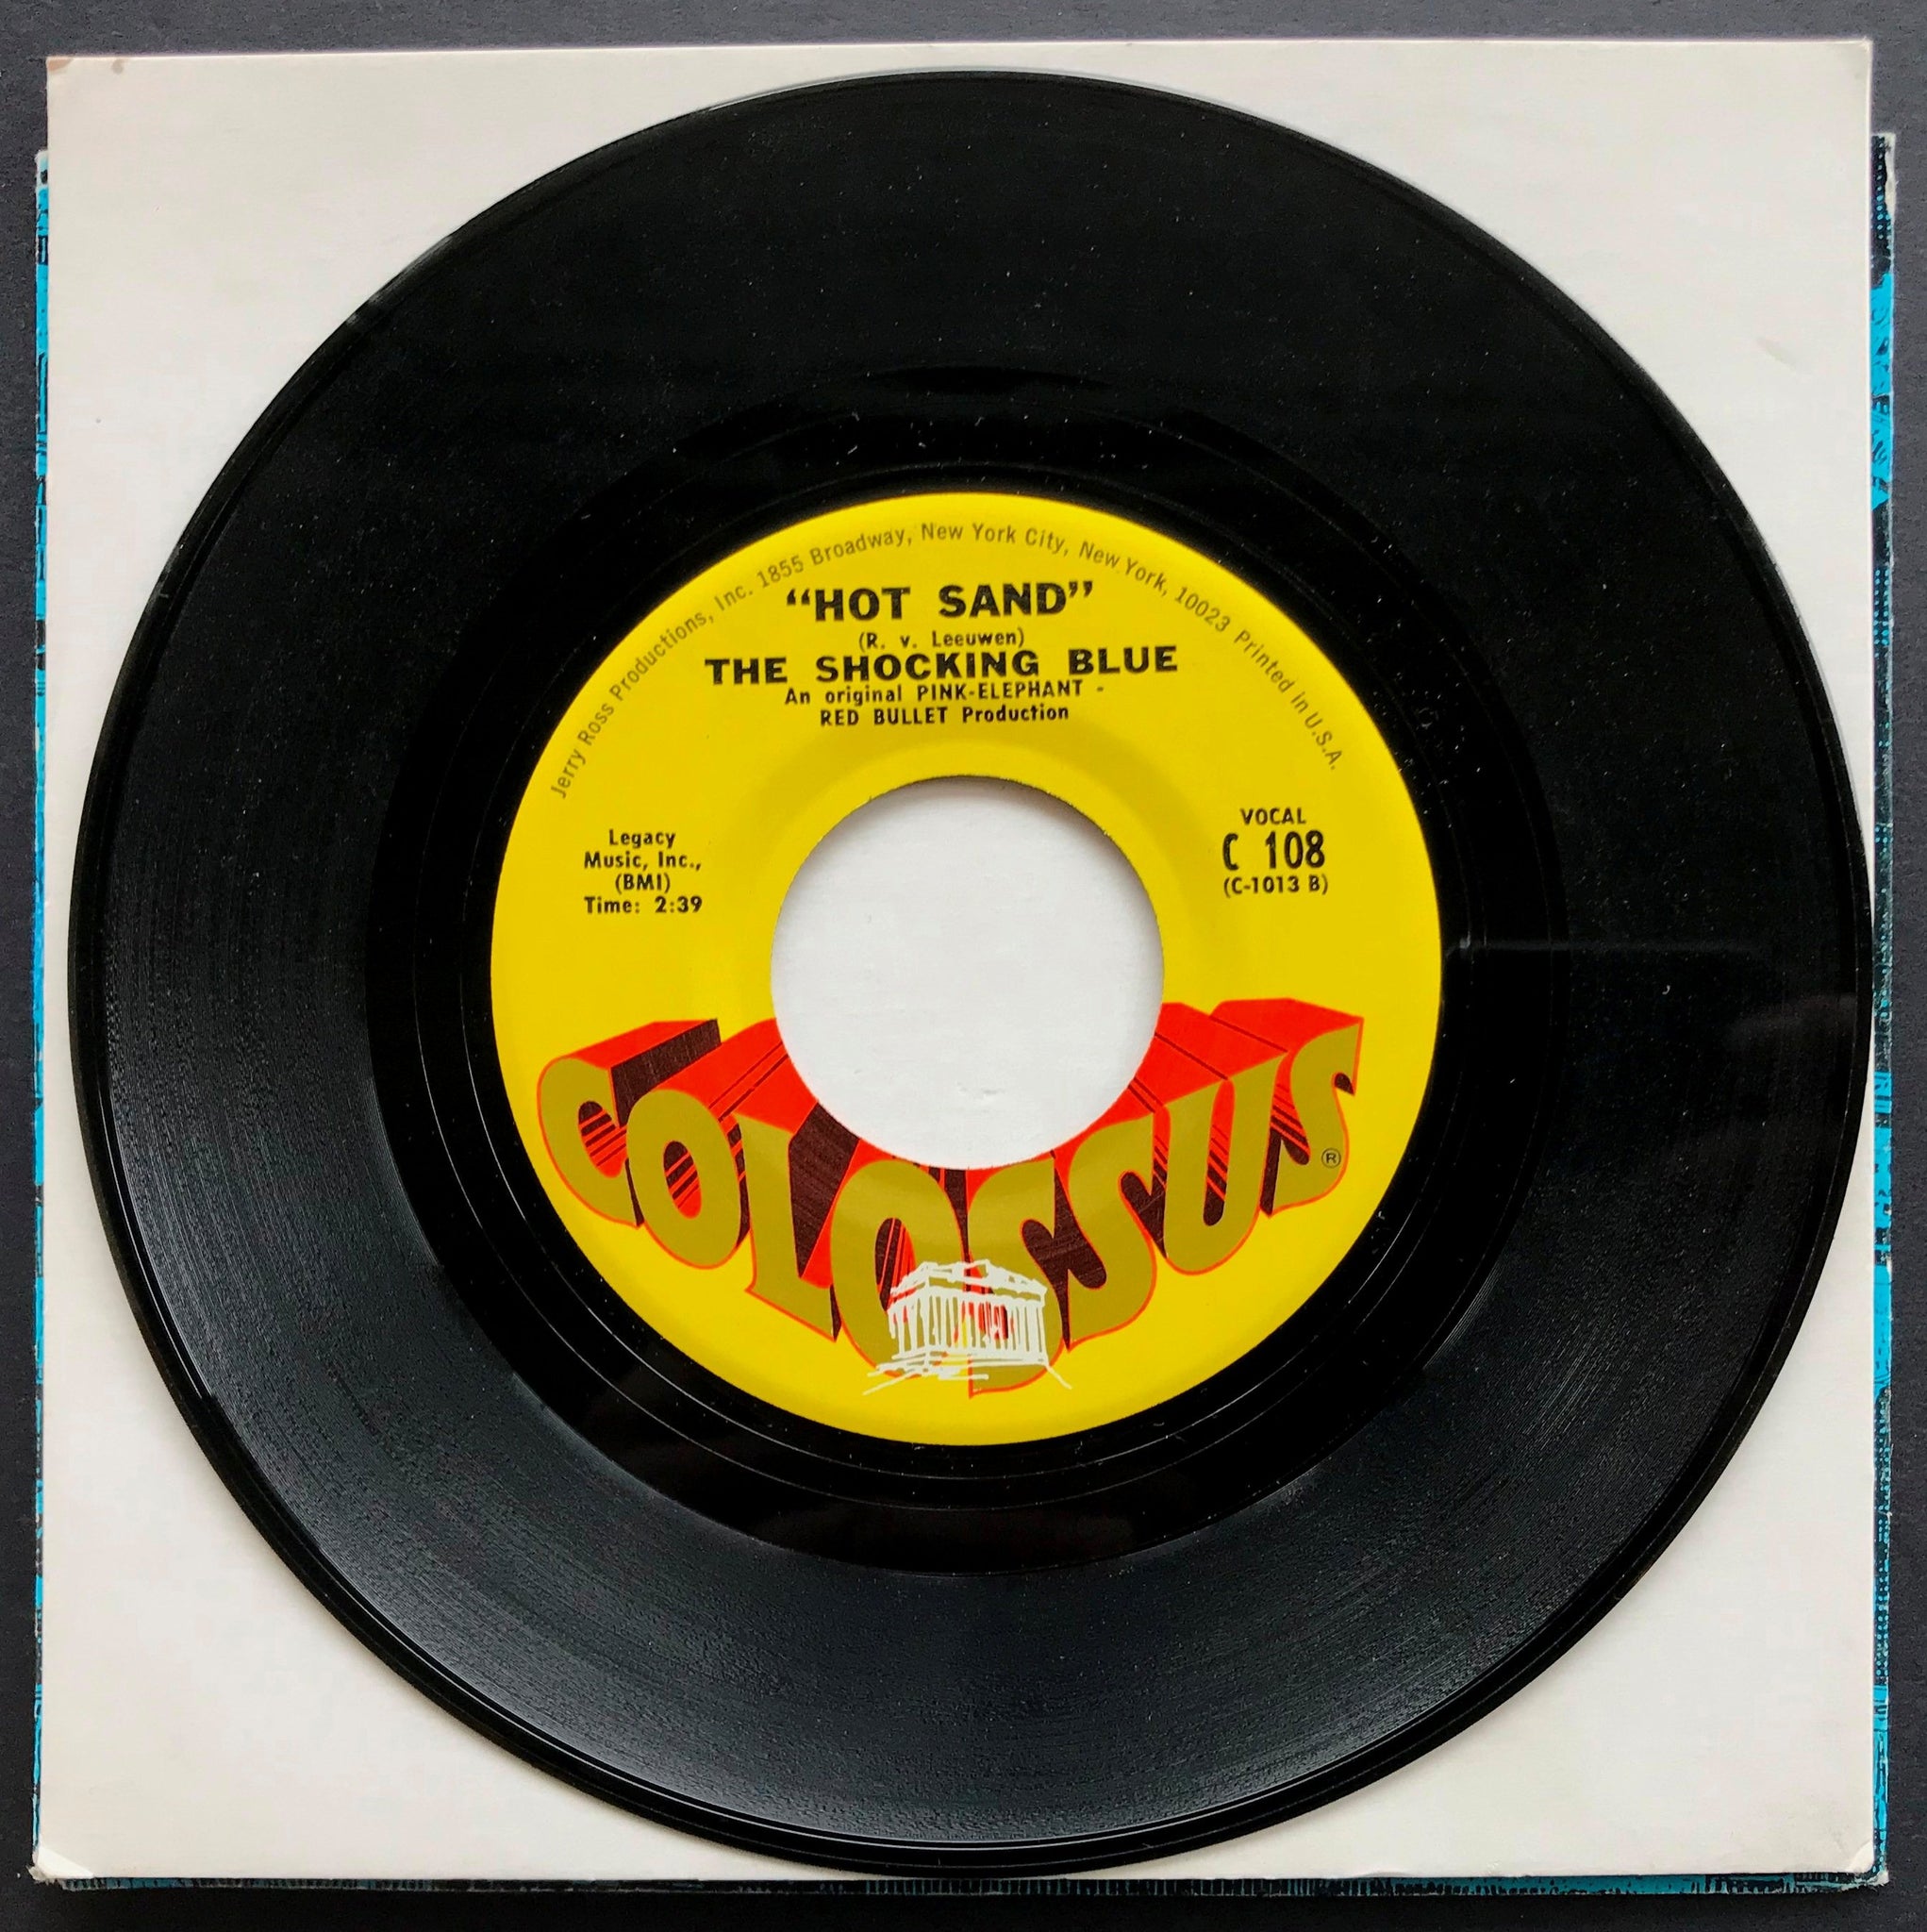 Jerry Ross Productions, Inc. 1855 Broadway, New York City, New York, 10023 Printed In U.S.A.
“HOT SAND”
(R. v. Leeuwen)
THE SHOCKING BLUE
An original PINK-ELEPHANT -
RED BULLET Production
Legacy
Music, Inc.,
(BMI)
Time: 2:39
VOCAL
C 108
(C-1013 B)
COLOSSUS ®